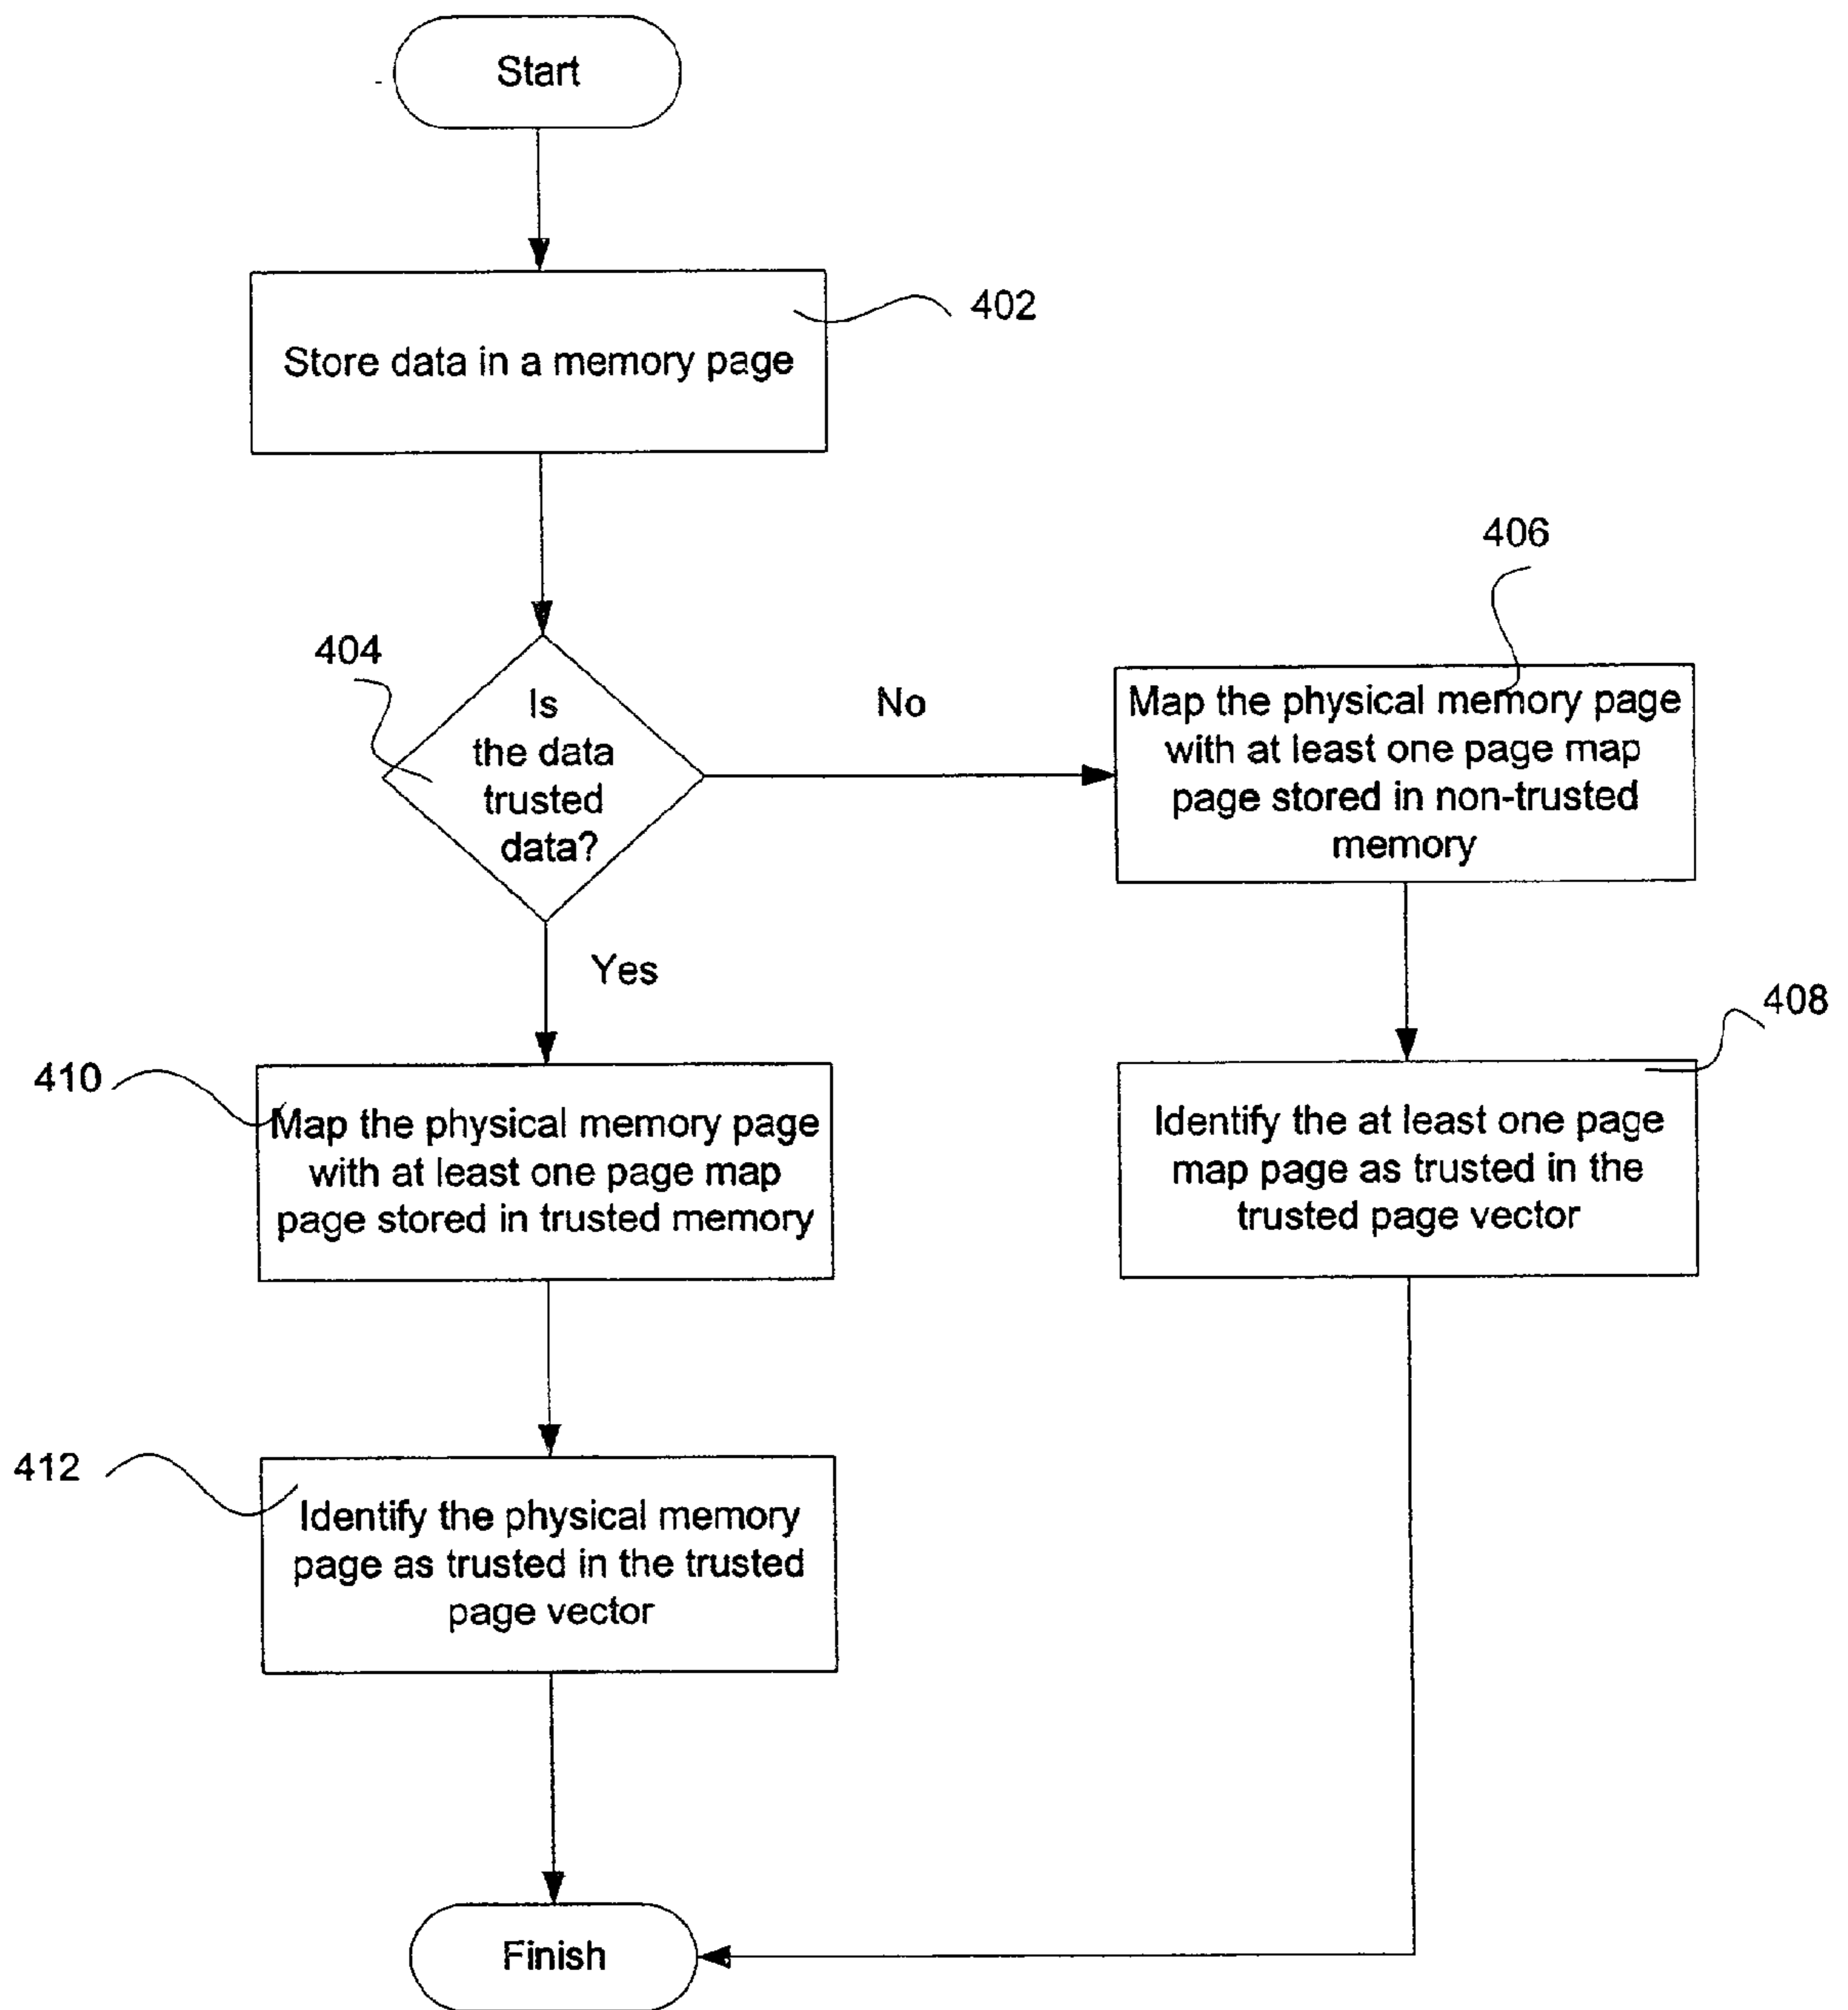 Start
402
Store data in a memory page
406
404
Is
the data
trusted
data?
No
Map the physical memory page
with at least one page map
page stored in non-trusted
memory
Yes
408
410
Map the physical memory page
with at least one page map
page stored in trusted memory
Identify the at least one page
map page as trusted in the
trusted page vector
412
Identify the physical memory
page as trusted in the trusted
page vector
Finish